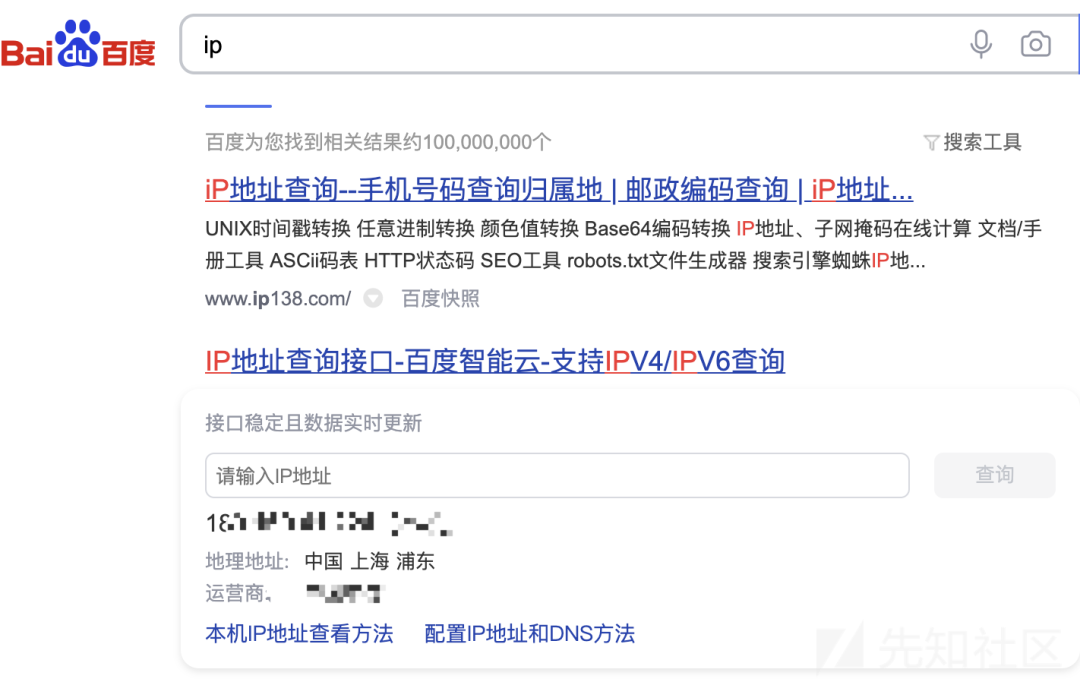 Bai du 百度
ip
百度为您找到相关结果约100,000,000个
搜索工具
iP地址查询--手机号码查询归属地 | 邮政编码查询 | iP地址...
UNIX时间戳转换 任意进制转换 颜色值转换 Base64编码转换 IP地址、子网掩码在线计算 文档/手
册工具 ASCii码表 HTTP状态码 SEO工具 robots.txt文件生成器 搜索引擎蜘蛛IP地...
www.ip138.com/ 百度快照
IP地址查询接口-百度智能云-支持IPV4/IPV6查询
接口稳定且数据实时更新
请输入IP地址 查询
地理地址: 中国 上海 浦东
运营商
本机IP地址查看方法 配置IP地址和DNS方法
先知社区